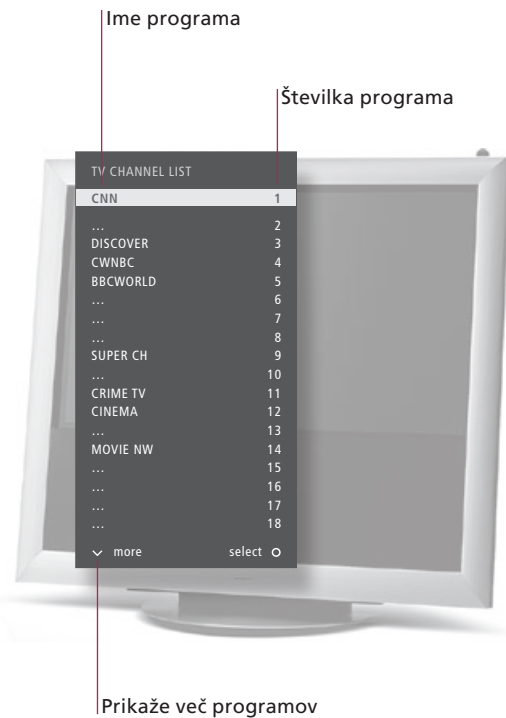 Ime programa
Številka programa
TV CHANNEL LIST
CNN 1
... 2
DISCOVER 3
CWNBC 4
BBCWORLD 5
... 6
... 7
... 8
SUPER CH 9
... 10
CRIME TV 11
CINEMA 12
... 13
MOVIE NW 14
... 15
... 16
... 17
... 18
more select
Prikaže več programov